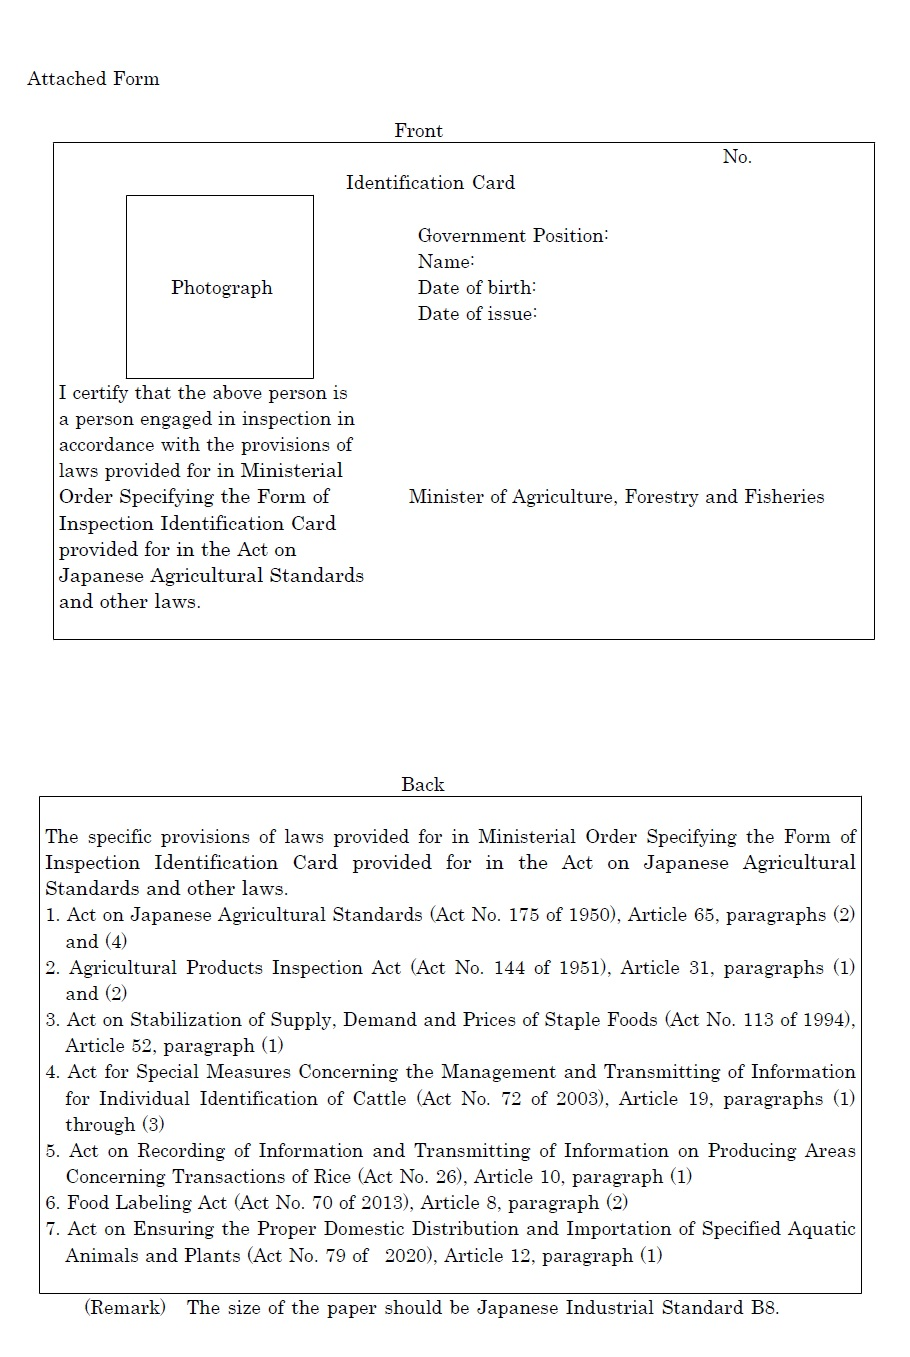 Attached Form
Front
No.
Identification Card
Government Position:
Name:
Photograph
Date of birth:
Date of issue:
I certify that the above person is
a person engaged in inspection in
accordance with the provisions of
laws provided for in Ministerial
Order Specifying the Form of
Inspection Identification Card
provided for in the Act on
Japanese Agricultural Standards
and other laws.
Minister of Agriculture, Forestry and Fisheries
Back
The specific provisions of laws provided for in Ministerial Order Specifying the Form of
Inspection Identification Card provided for in the Act on Japanese Agricultural
Standards and other laws.
1. Act on Japanese Agricultural Standards (Act No. 175 of 1950), Article 65, paragraphs (2)
and (4)
2. Agricultural Products Inspection Act (Act No. 144 of 1951), Article 31, paragraphs (1)
and (2)
3. Act on Stabilization of Supply, Demand and Prices of Staple Foods (Act No. 113 of 1994),
Article 52, paragraph (1)
4. Act for Special Measures Concerning the Management and Transmitting of Information
for Individual Identification of Cattle (Act No. 72 of 2003), Article 19, paragraphs (1)
through (3)
5. Act on Recording of Information and Transmitting of Information on Producing Areas
Concerning Transactions of Rice (Act No. 26), Article 10, paragraph (1)
6. Food Labeling Act (Act No. 70 of 2013), Article 8, paragraph (2)
7. Act on Ensuring the Proper Domestic Distribution and Importation of Specified Aquatic
Animals and Plants (Act No. 79 of 2020), Article 12, paragraph (1)
(Remark) The size of the paper should be Japanese Industrial Standard B8.